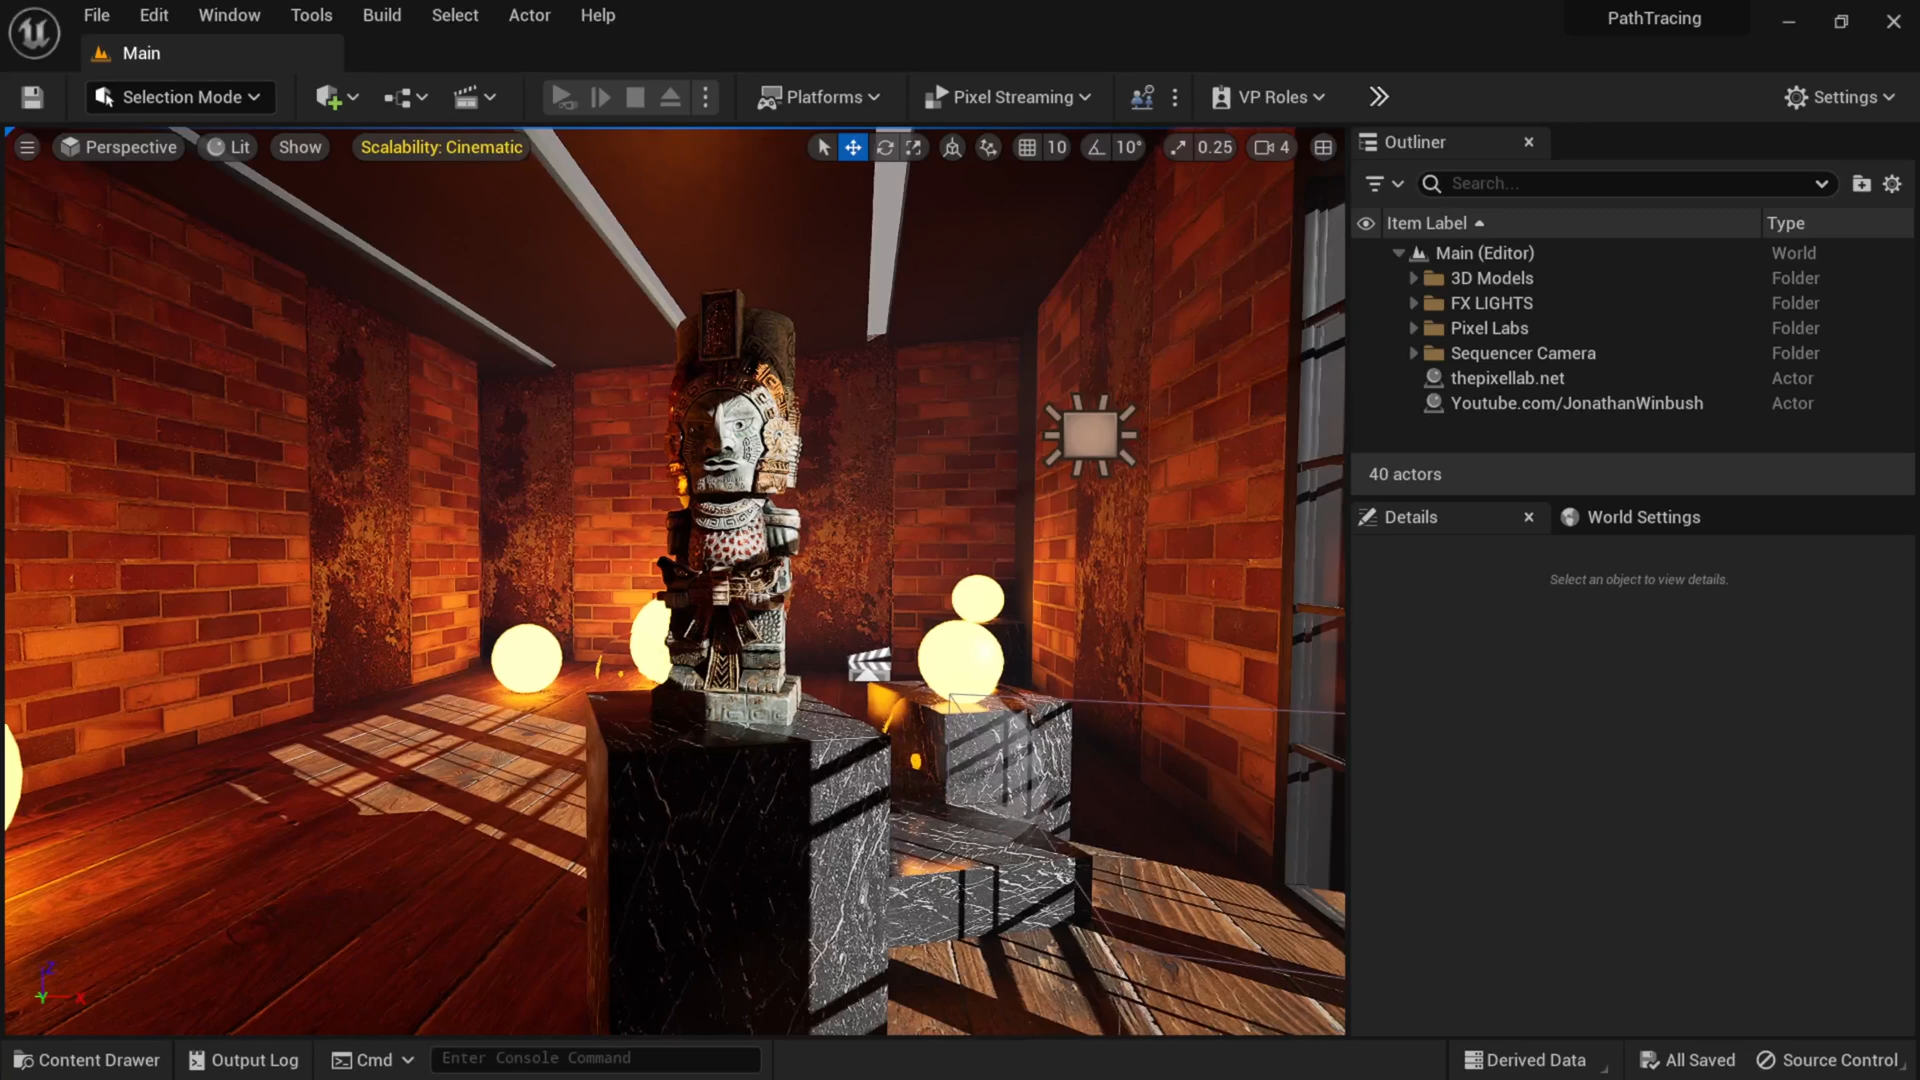 File Edit Window Tools Build Select Actor Help
PathTracing
Main
Selection Mode
Platforms
Pixel Streaming
VP Roles
Settings
Perspective
Lit
Show
Scalability: Cinematic
10
10°
0.25
4
Outliner
Search...
Item Label
Type
Main (Editor) World
3D Models Folder
FX LIGHTS Folder
Pixel Labs Folder
Sequencer Camera Folder
thepixellab.net Actor
Youtube.com/JonathanWinbush Actor
40 actors
Details
World Settings
Select an object to view details.
Z
Y
X
Content Drawer
Output Log
Cmd
Enter Console Command
Derived Data
All Saved
Source Control